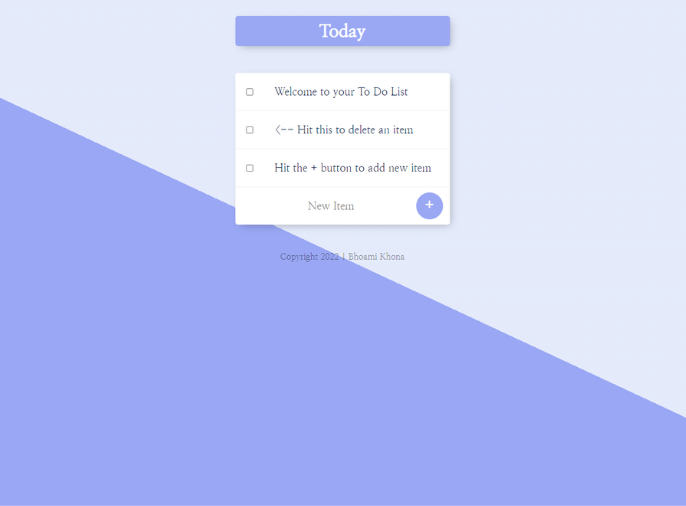 Today
Welcome to your To Do List
<-- Hit this to delete an item
Hit the + button to add new item
New Item
+
Copyright 2022 | Bhoami Khona